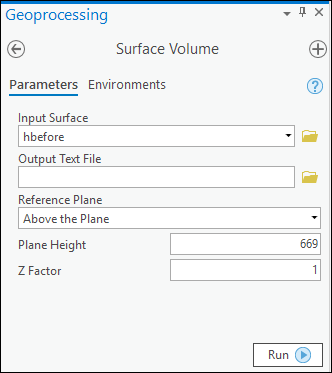 Geoprocessing
Surface Volume
Parameters Environments
Input Surface
hbefore
Output Text File
Reference Plane
Above the Plane
Plane Height 669
Z Factor 1
Run